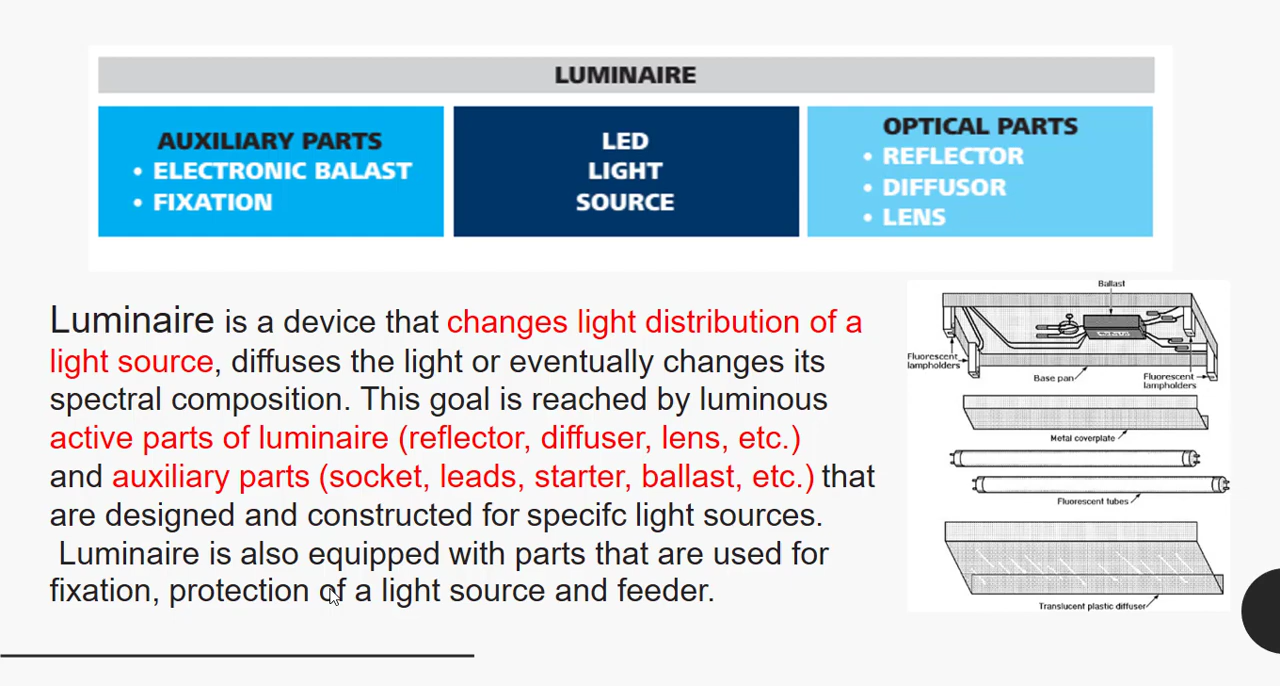 LUMINAIRE
AUXILIARY PARTS
• ELECTRONIC BALAST
• FIXATION
LED
LIGHT
SOURCE
OPTICAL PARTS
• REFLECTOR
• DIFFUSOR
• LENS
Luminaire is a device that changes light distribution of a
light source, diffuses the light or eventually changes its
spectral composition. This goal is reached by luminous
active parts of luminaire (reflector, diffuser, lens, etc.)
and auxiliary parts (socket, leads, starter, ballast, etc.) that
are designed and constructed for specifc light sources.
Luminaire is also equipped with parts that are used for
fixation, protection of a light source and feeder.
Ballast
Fluorescent
lampholders
Base pan
Fluorescent
lampholders
Metal coverplate
Fluorescent tubes
Translucent plastic diffuser